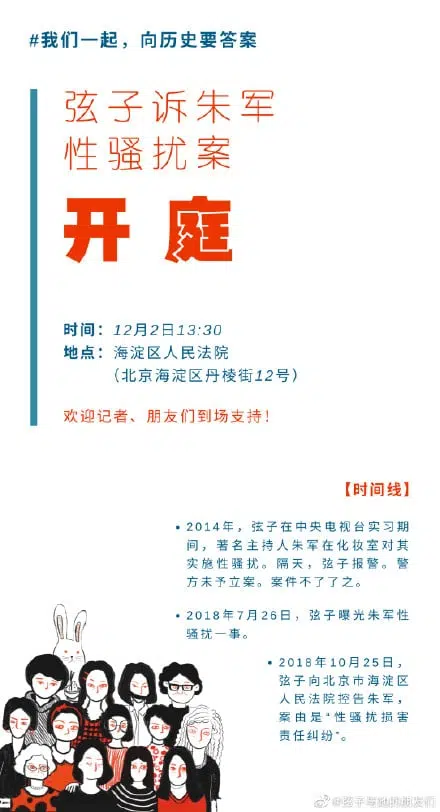 #我们一起，向历史要答案
弦子诉朱军
性骚扰案
开庭
时间：12月2日13:30
地点：海淀区人民法院
（北京海淀区丹棱街12号）
欢迎记者、朋友们到场支持！
【时间线】
• 2014年，弦子在中央电视台实习期
间，著名主持人朱军在化妆室对其
实施性骚扰。隔天，弦子报警。警
方未予立案。案件不了了之。
• 2018年7月26日，弦子曝光朱军性
骚扰一事。
• 2018年10月25日，
弦子向北京市海淀区
人民法院控告朱军，
案由是“性骚扰损害
责任纠纷”。
@弦子与她的朋友们